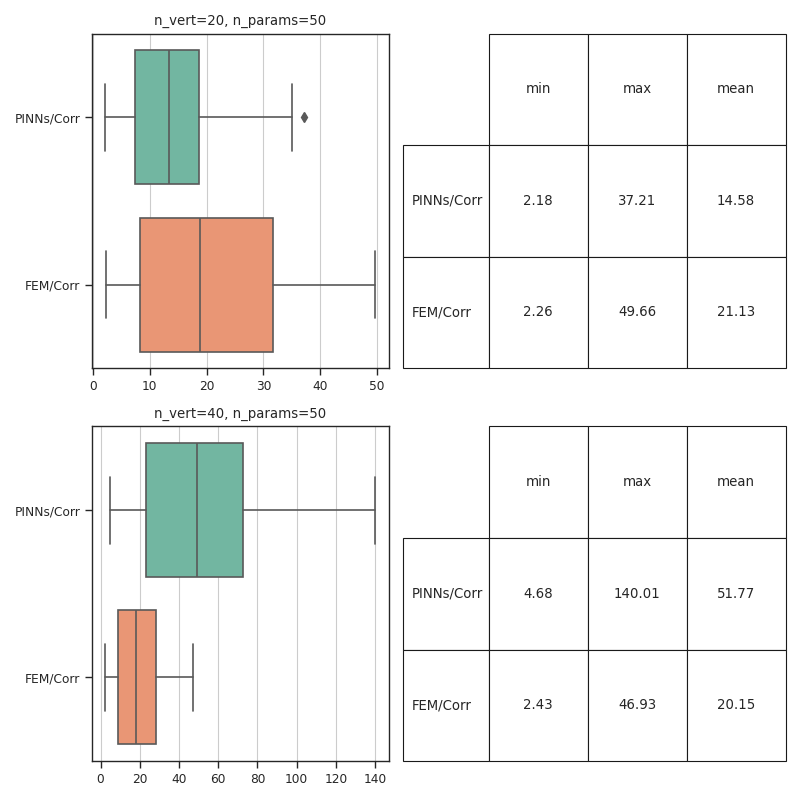 n_vert=20, n_params=50
PINNs/Corr
FEM/Corr
0 10 20 30 40 50
min max mean
PINNs/Corr 2.18 37.21 14.58
FEM/Corr 2.26 49.66 21.13
n_vert=40, n_params=50
PINNs/Corr
FEM/Corr
0 20 40 60 80 100 120 140
min max mean
PINNs/Corr 4.68 140.01 51.77
FEM/Corr 2.43 46.93 20.15